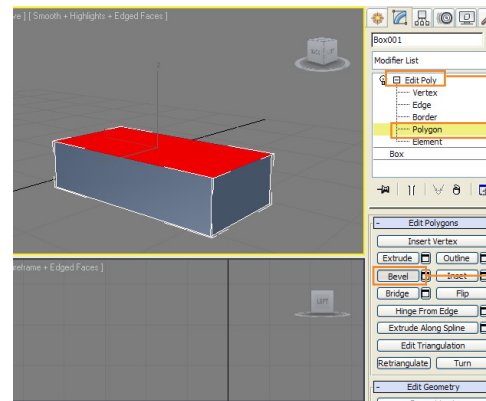 ve ] [ Smooth + Highlights + Edged Faces ]
Box001
Modifier List
Edit Poly
Vertex
Edge
Border
Polygon
Element
Box
Edit Polygons
Insert Vertex
Extrude Outline
Bevel Inset
Bridge Flip
Hinge From Edge
Extrude Along Spline
Edit Triangulation
Retriangulate Turn
Edit Geometry
reframe + Edged Faces ]
LEFT